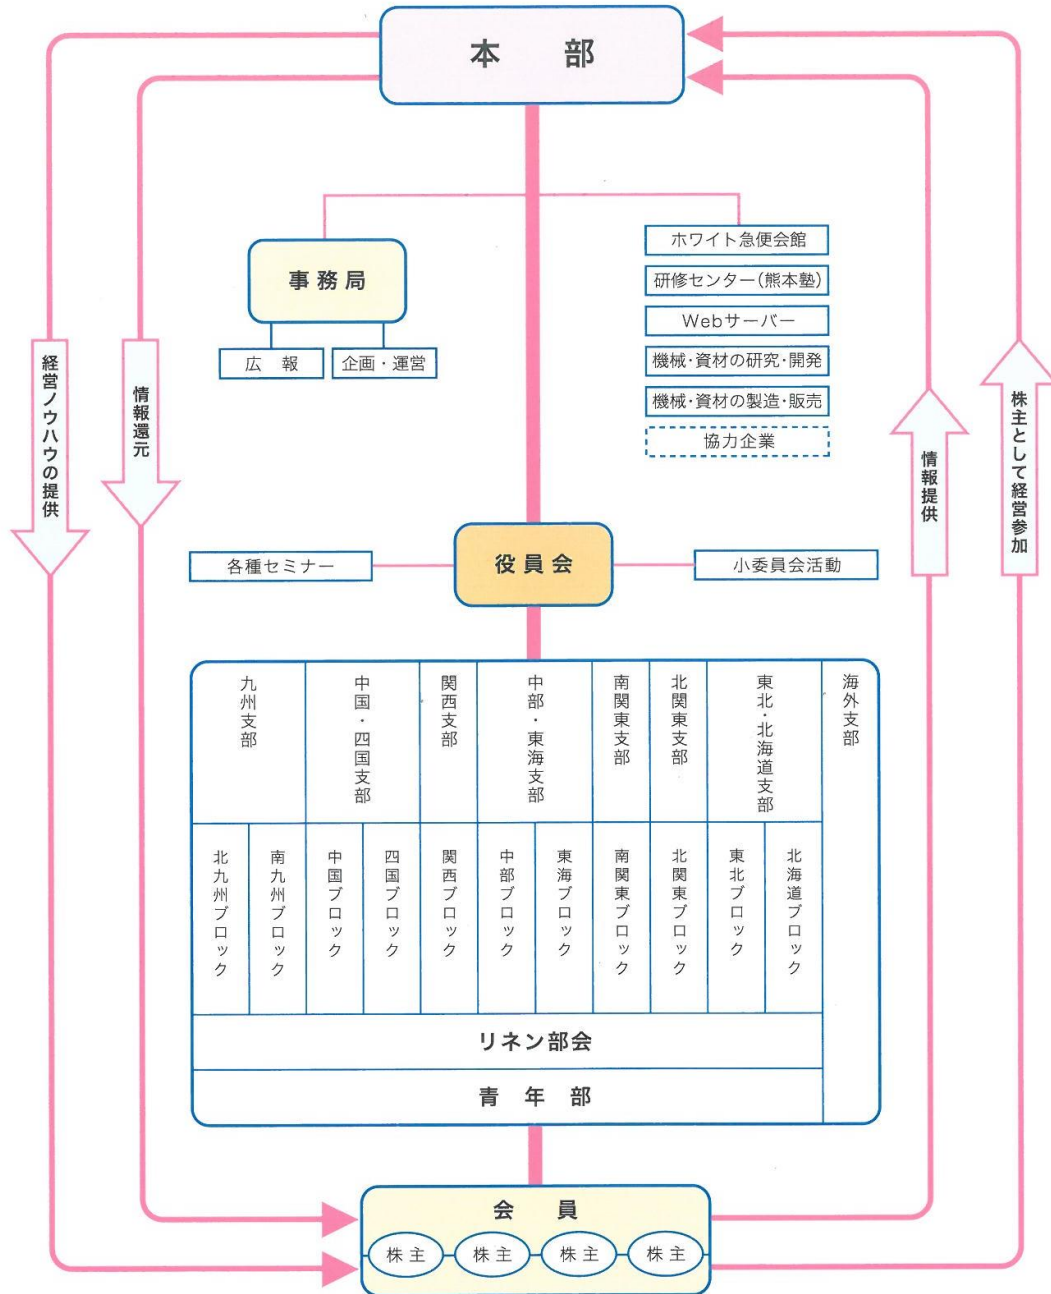 本部
事務局
広報
企画・運営
ホワイト急便会館
研修センター(熊本塾)
Webサーバー
機械・資材の研究・開発
機械・資材の製造・販売
協力企業
経営ノウハウの提供
情報還元
情報提供
株主として経営参加
各種セミナー
役員会
小委員会活動
九州支部
中国・四国支部
関西支部
中部・東海支部
南関東支部
北関東支部
東北・北海道支部
海外支部
北九州ブロック
南九州ブロック
中国ブロック
四国ブロック
関西ブロック
中部ブロック
東海ブロック
南関東ブロック
北関東ブロック
東北ブロック
北海道ブロック
リネン部会
青年部
会員
株主
株主
株主
株主